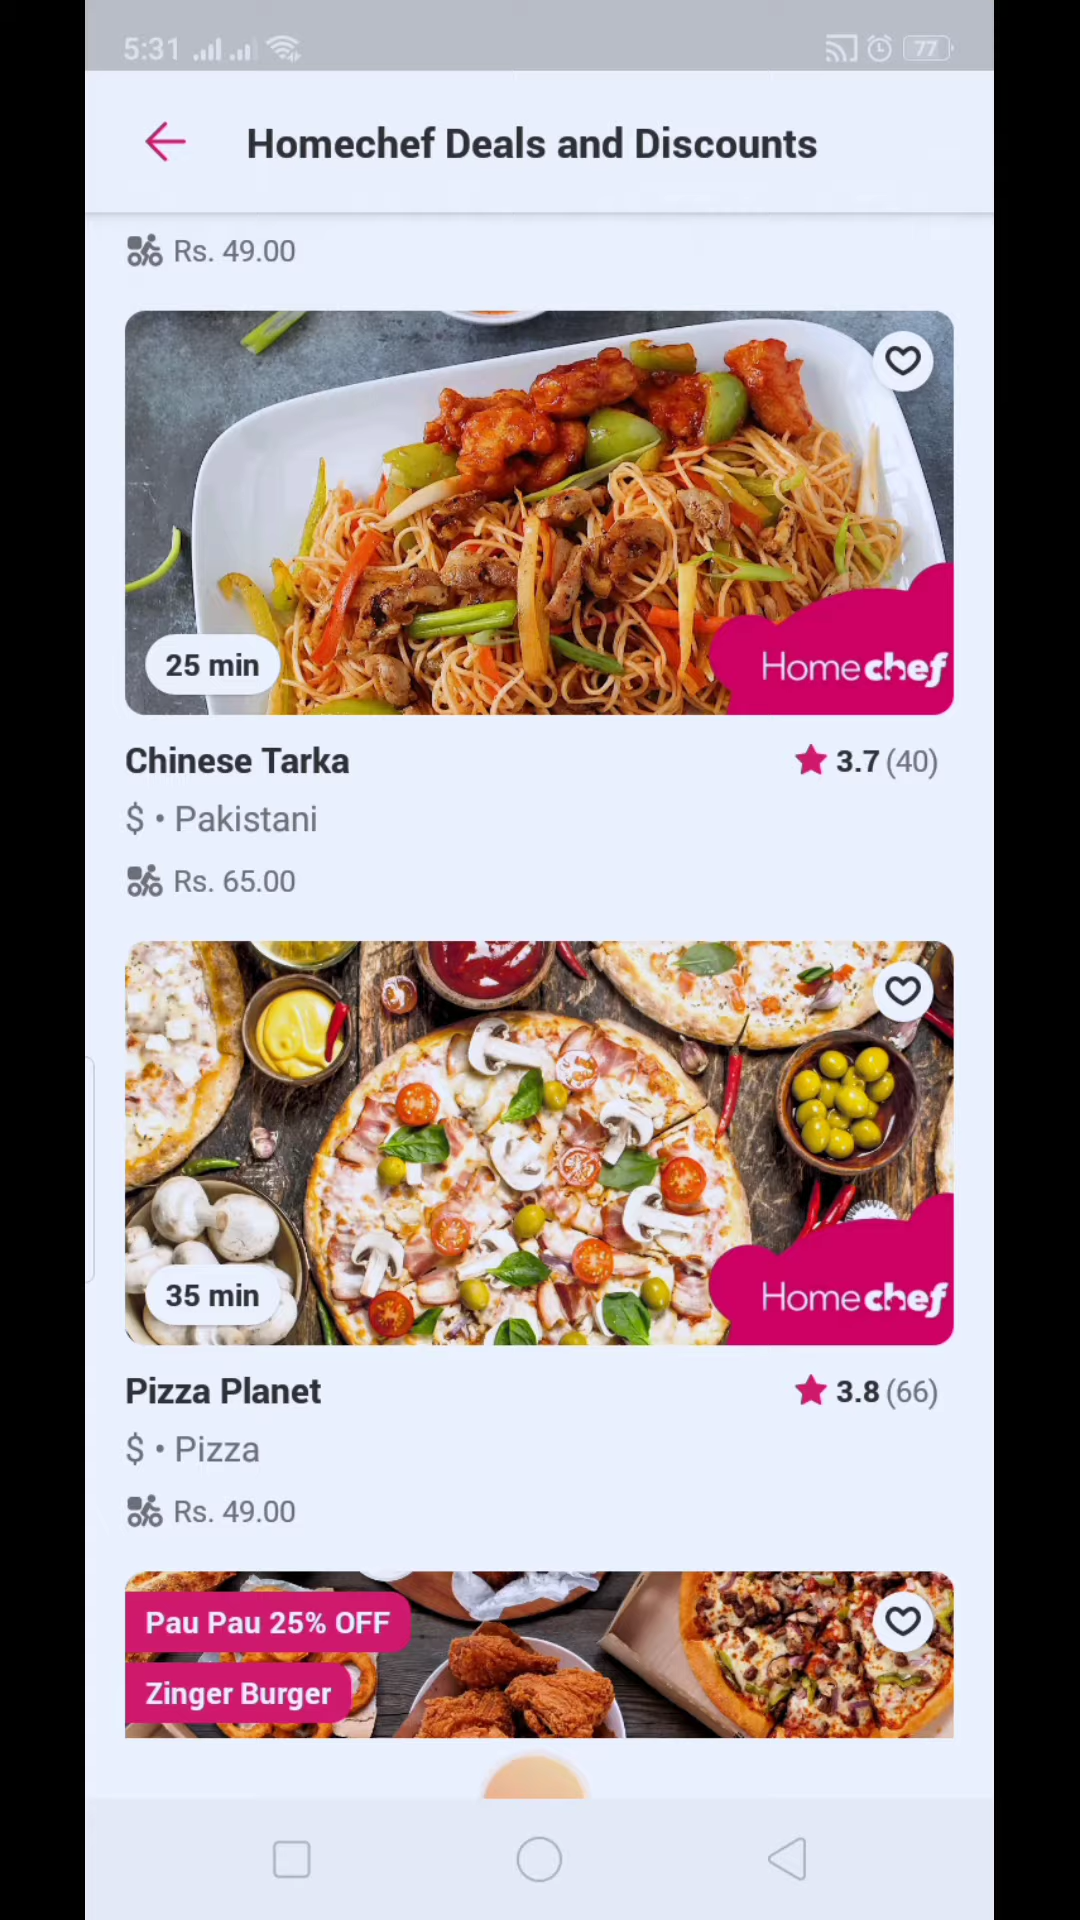 5:31
77
Homechef Deals and Discounts
Rs. 49.00
25 min
Homechef
Chinese Tarka
3.7 (40)
$ • Pakistani
Rs. 65.00
35 min
Homechef
Pizza Planet
3.8 (66)
$ • Pizza
Rs. 49.00
Pau Pau 25% OFF
Zinger Burger